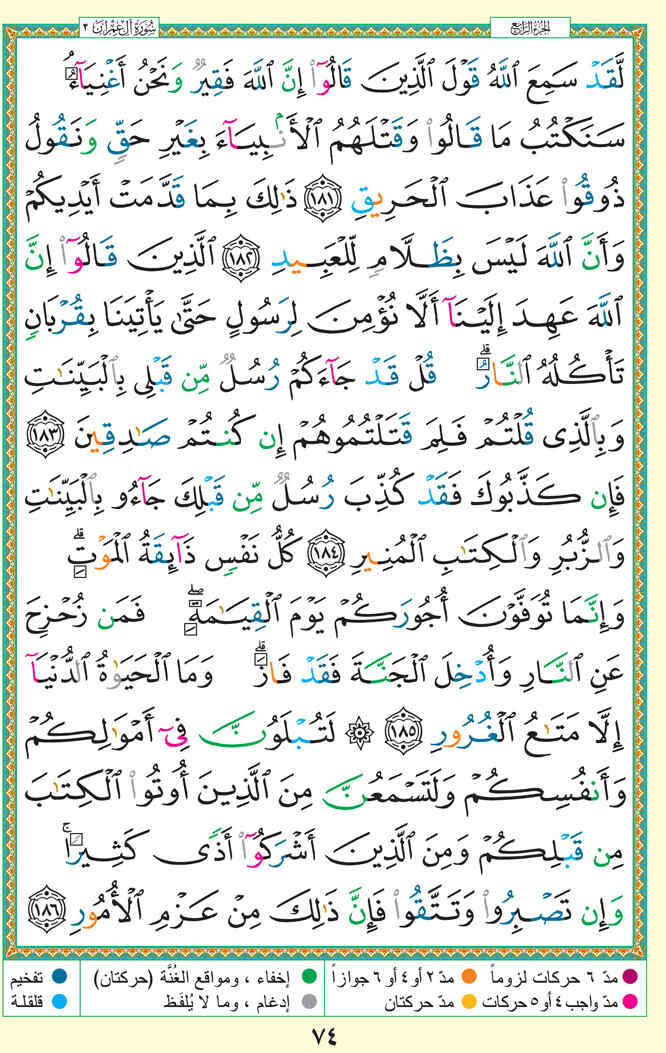 سُورَةُ آلِ عِمْرَانَ ٣
الجزء الرابع
لَّقَدْ سَمِعَ ٱللَّهُ قَوْلَ ٱلَّذِينَ قَالُوٓا۟ إِنَّ ٱللَّهَ فَقِيرٌ وَنَحْنُ أَغْنِيَآءُ ۘ
سَنَكْتُبُ مَا قَالُوا۟ وَقَتْلَهُمُ ٱلْأَنۢبِيَآءَ بِغَيْرِ حَقٍّ وَنَقُولُ
ذُوقُوا۟ عَذَابَ ٱلْحَرِيقِ ١٨١ ذَٰلِكَ بِمَا قَدَّمَتْ أَيْدِيكُمْ
وَأَنَّ ٱللَّهَ لَيْسَ بِظَلَّامٍ لِّلْعَبِيدِ ١٨٢ ٱلَّذِينَ قَالُوٓا۟ إِنَّ
ٱللَّهَ عَهِدَ إِلَيْنَآ أَلَّا نُؤْمِنَ لِرَسُولٍ حَتَّىٰ يَأْتِيَنَا بِقُرْبَانٍ
تَأْكُلُهُ ٱلنَّارُ ۗ قُلْ قَدْ جَآءَكُمْ رُسُلٌ مِّن قَبْلِى بِٱلْبَيِّنَٰتِ
وَبِٱلَّذِى قُلْتُمْ فَلِمَ قَتَلْتُمُوهُمْ إِن كُنتُمْ صَٰدِقِينَ ١٨٣
فَإِن كَذَّبُوكَ فَقَدْ كُذِّبَ رُسُلٌ مِّن قَبْلِكَ جَآءُو بِٱلْبَيِّنَٰتِ
وَٱلزُّبُرِ وَٱلْكِتَٰبِ ٱلْمُنِيرِ ١٨٤ كُلُّ نَفْسٍ ذَآئِقَةُ ٱلْمَوْتِ ۗ
وَإِنَّمَا تُوَفَّوْنَ أُجُورَكُمْ يَوْمَ ٱلْقِيَٰمَةِ ۖ فَمَن زُحْزِحَ
عَنِ ٱلنَّارِ وَأُدْخِلَ ٱلْجَنَّةَ فَقَدْ فَازَ ۗ وَمَا ٱلْحَيَوٰةُ ٱلدُّنْيَآ
إِلَّا مَتَٰعُ ٱلْغُرُورِ ١٨٥ ۞ لَتُبْلَوُنَّ فِىٓ أَمْوَٰلِكُمْ
وَأَنفُسِكُمْ وَلَتَسْمَعُنَّ مِنَ ٱلَّذِينَ أُوتُوا۟ ٱلْكِتَٰبَ
مِن قَبْلِكُمْ وَمِنَ ٱلَّذِينَ أَشْرَكُوٓا۟ أَذًى كَثِيرًا ۚ
وَإِن تَصْبِرُوا۟ وَتَتَّقُوا۟ فَإِنَّ ذَٰلِكَ مِنْ عَزْمِ ٱلْأُمُورِ ١٨٦
مدّ ٦ حركات لزوماً مدّ ٢ أو ٤ أو ٦ جوازاً إخفاء ، ومواقع الغُنَّة (حركتان) تفخيم
مدّ واجب ٤ أو ٥ حركات مدّ حركتان إدغام ، وما لا يُلفَظ قلقلة
٧٤